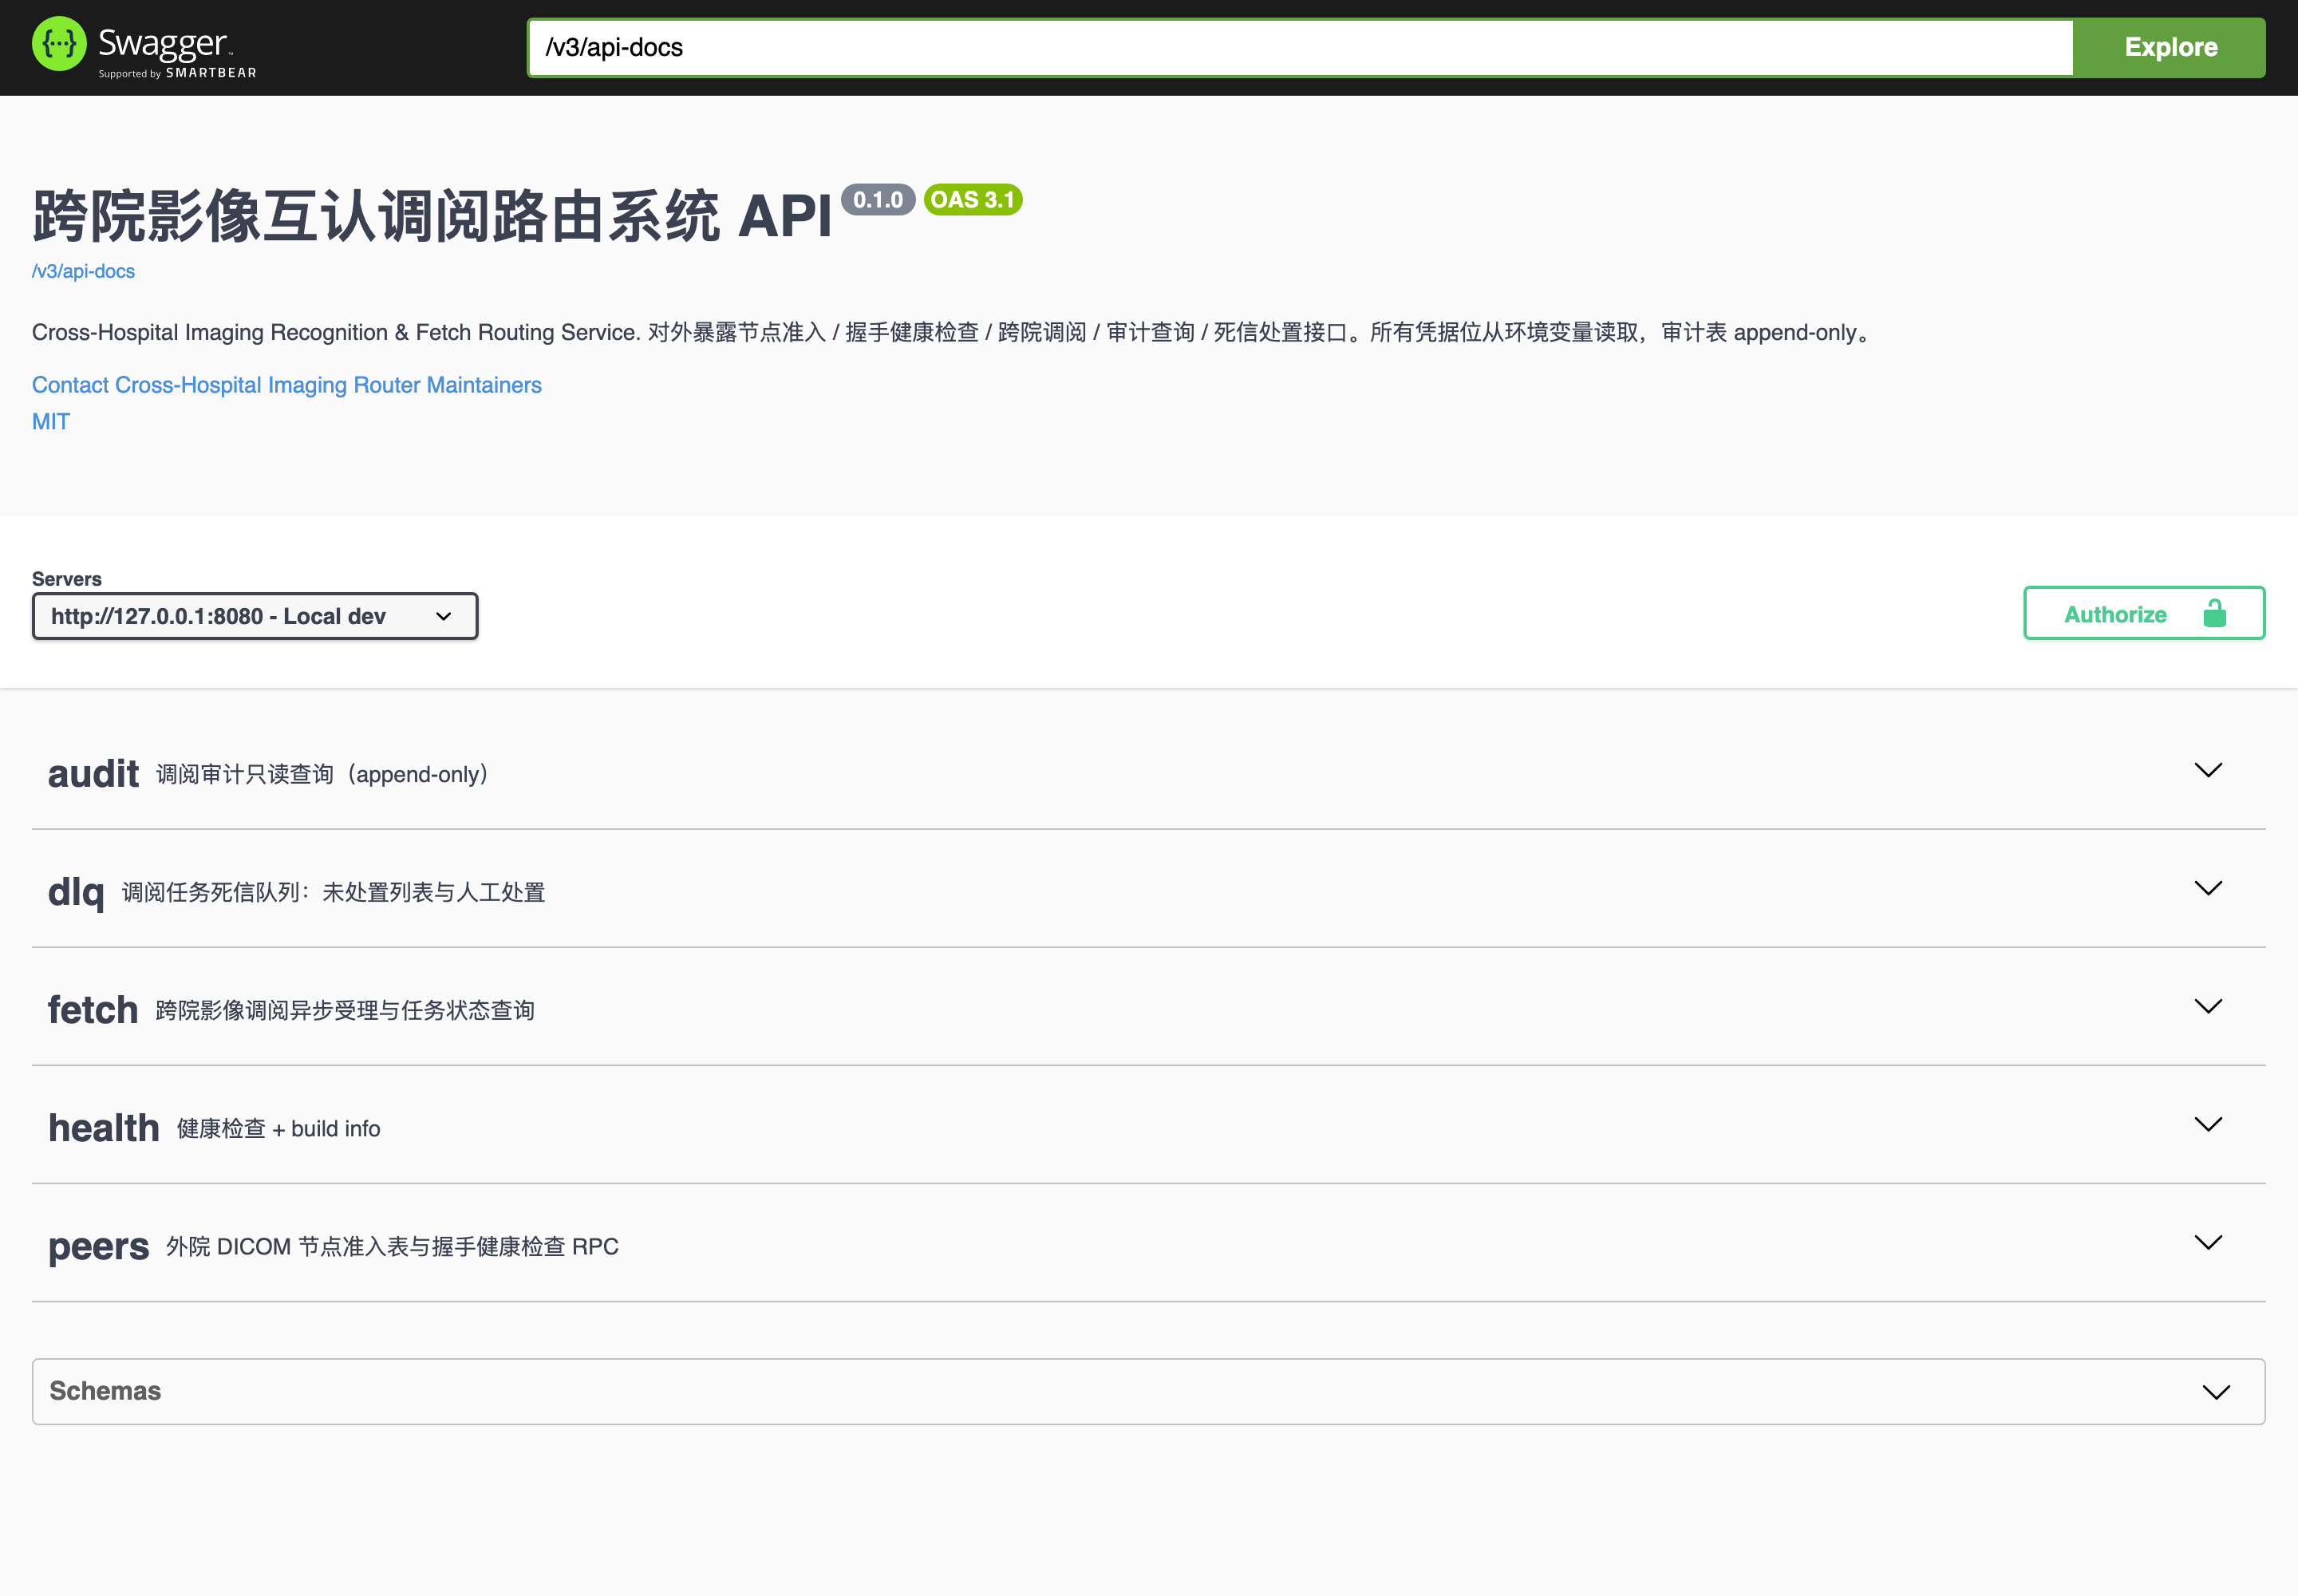 Swagger™
Supported by SMARTBEAR
/v3/api-docs
Explore
跨院影像互认调阅路由系统 API 0.1.0 OAS 3.1
/v3/api-docs
Cross-Hospital Imaging Recognition & Fetch Routing Service. 对外暴露节点准入 / 握手健康检查 / 跨院调阅 / 审计查询 / 死信处置接口。所有凭据位从环境变量读取，审计表 append-only。
Contact Cross-Hospital Imaging Router Maintainers
MIT
Servers
http://127.0.0.1:8080 - Local dev
Authorize
audit 调阅审计只读查询（append-only）
dlq 调阅任务死信队列：未处置列表与人工处置
fetch 跨院影像调阅异步受理与任务状态查询
health 健康检查 + build info
peers 外院 DICOM 节点准入表与握手健康检查 RPC
Schemas